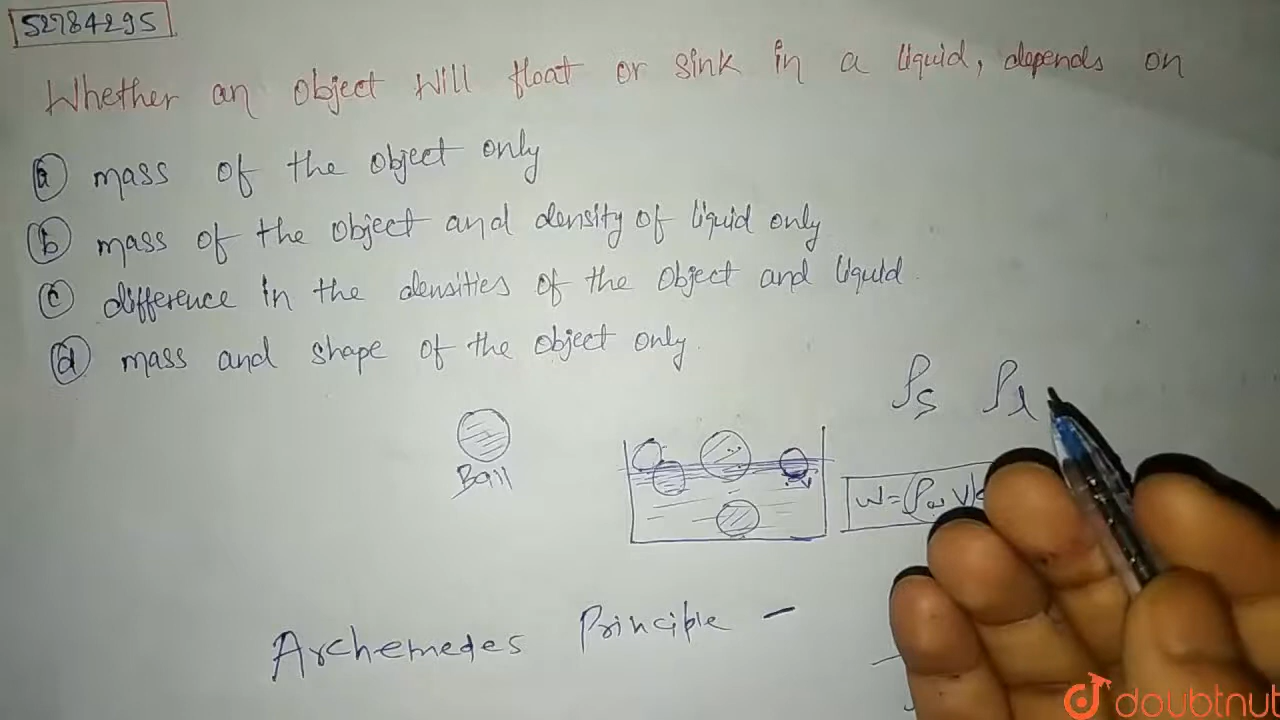 52784295
Whether an object will float or sink in a liquid, depends on
(a) mass of the object only
(b) mass of the object and density of liquid only
(c) difference in the densities of the object and liquid.
(d) mass and shape of the object only.
ρs ρl
Ball
W=(ρw V)
Archemedes Principle -
doubtnut